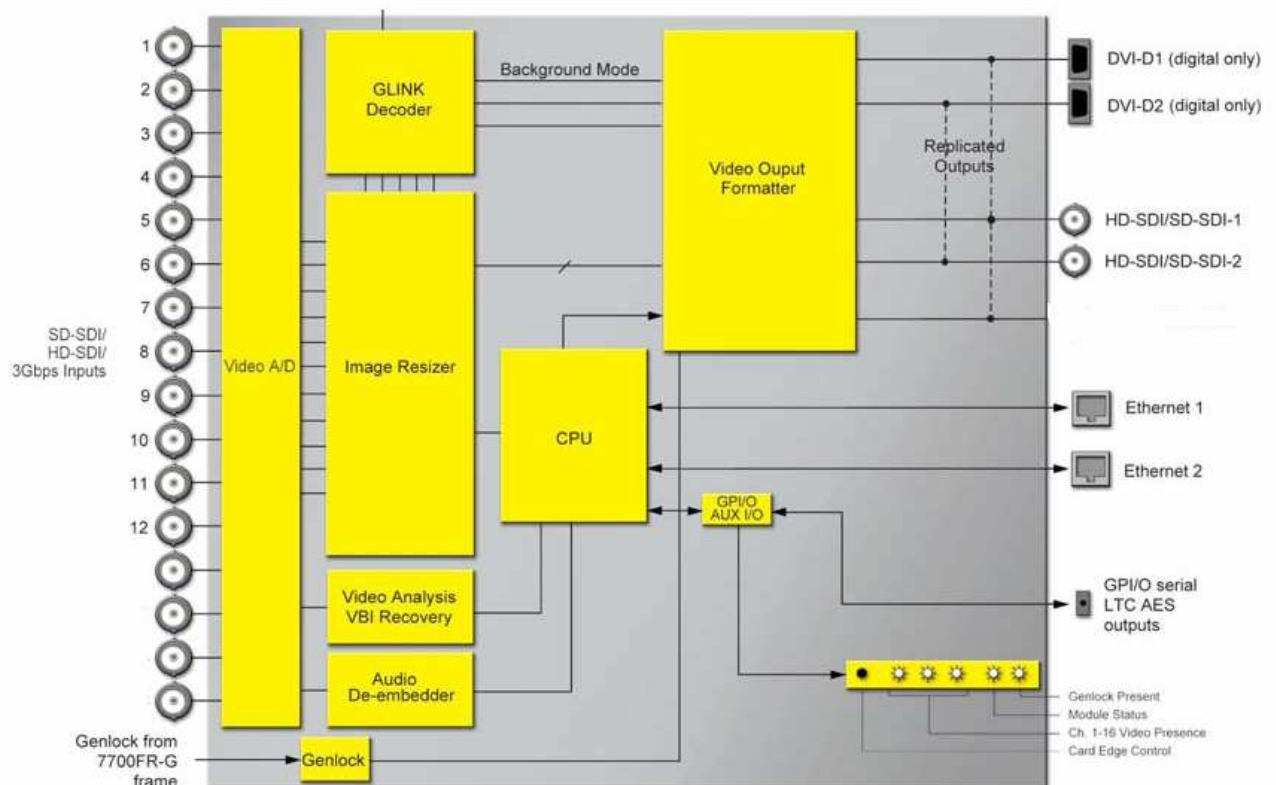 1
2
3
4
5
6
7
8
9
10
11
12
SD-SDI/
HD-SDI/
3Gbps Inputs
Genlock from
7700FR-G
frame
Video A/D
GLINK
Decoder
Background Mode
Image Resizer
Video Analysis
VBI Recovery
Audio
De-embedder
Genlock
CPU
Video Ouput
Formatter
GPI/O
AUX I/O
Replicated
Outputs
DVI-D1 (digital only)
DVI-D2 (digital only)
HD-SDI/SD-SDI-1
HD-SDI/SD-SDI-2
Ethernet 1
Ethernet 2
GPI/O serial
LTC AES
outputs
Genlock Present
Module Status
Ch. 1-16 Video Presence
Card Edge Control